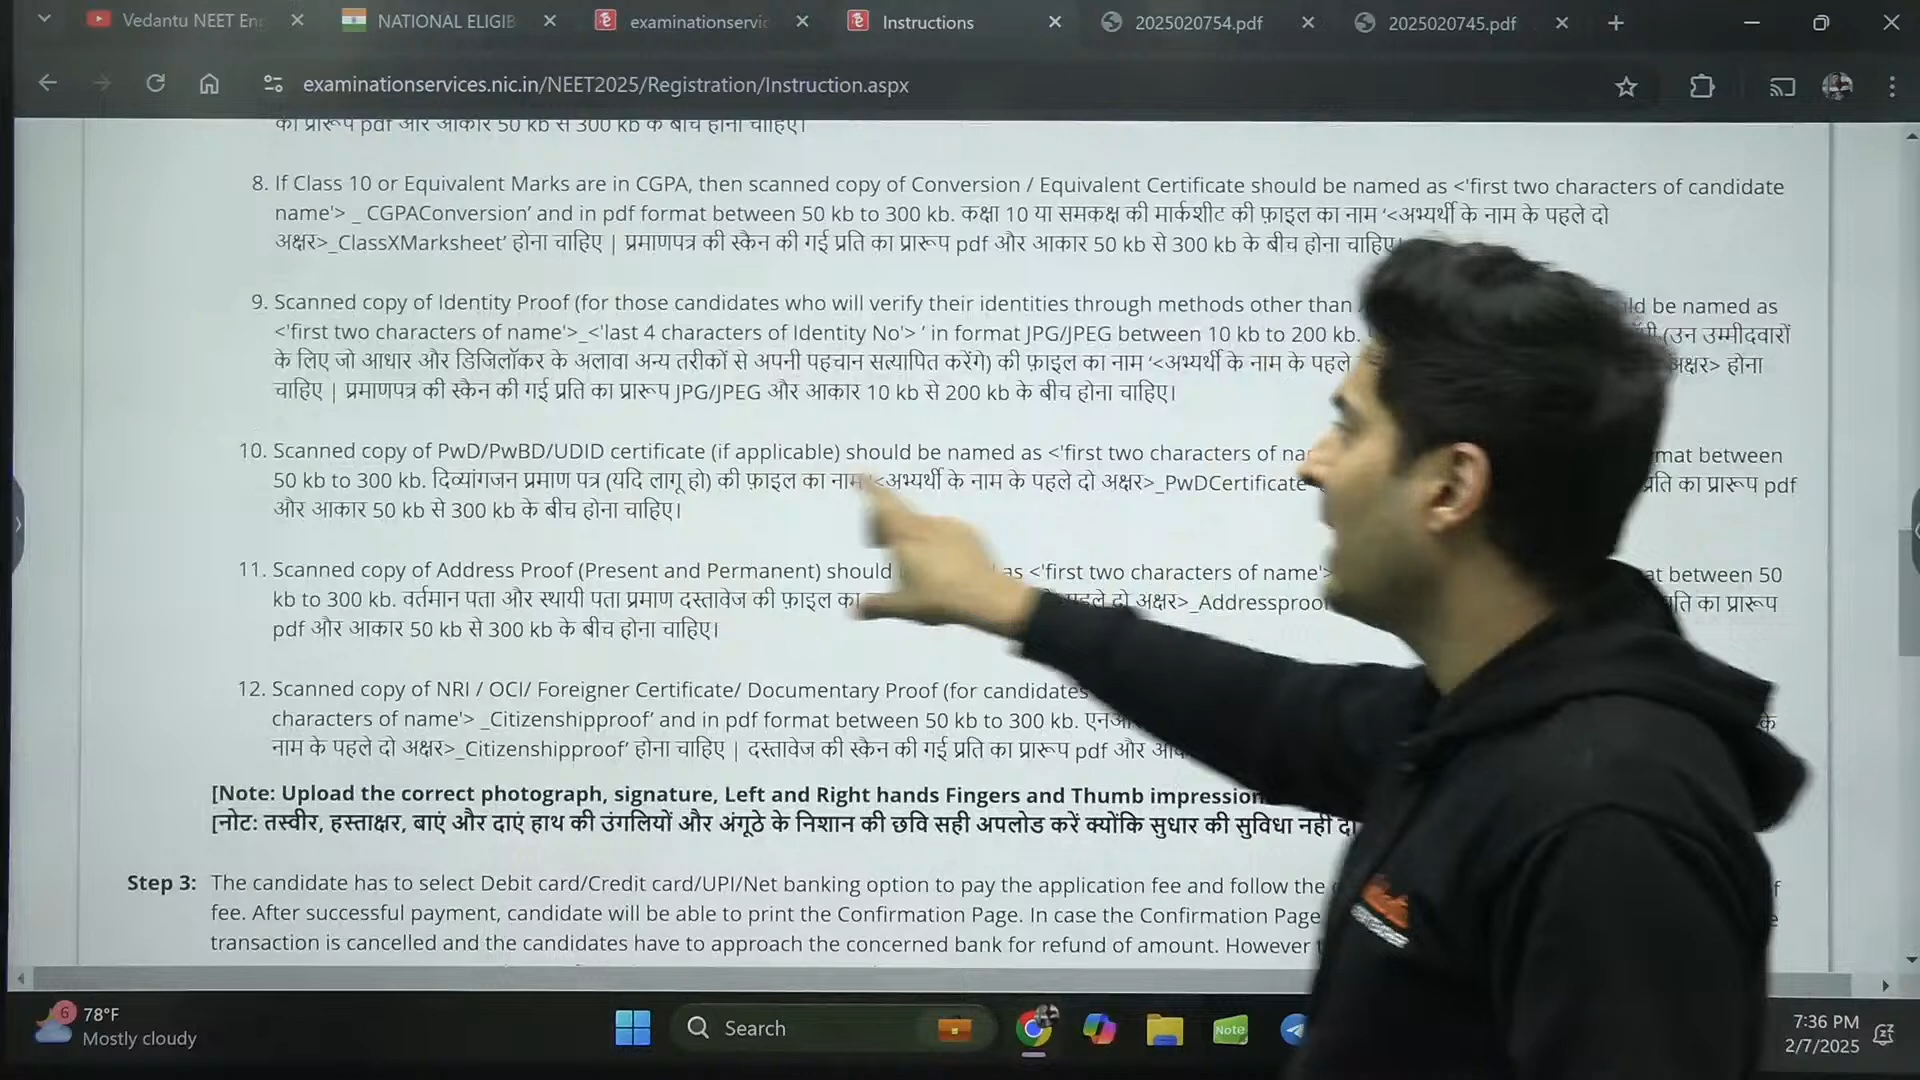 Vedantu NEET En
NATIONAL ELIGIB
examinationservic
Instructions
2025020754.pdf
2025020745.pdf
examinationservices.nic.in/NEET2025/Registration/Instruction.aspx
का प्रारूप pdf और आकार 50 kb से 300 kb के बीच होना चाहिए।
8. If Class 10 or Equivalent Marks are in CGPA, then scanned copy of Conversion / Equivalent Certificate should be named as <'first two characters of candidate
name'> _ CGPAConversion’ and in pdf format between 50 kb to 300 kb. कक्षा 10 या समकक्ष की मार्कशीट की फ़ाइल का नाम ‘<अभ्यर्थी के नाम के पहले दो
अक्षर>_ClassXMarksheet’ होना चाहिए | प्रमाणपत्र की स्कैन की गई प्रति का प्रारूप pdf और आकार 50 kb से 300 kb के बीच होना चाहिए
9. Scanned copy of Identity Proof (for those candidates who will verify their identities through methods other than ld be named as
<'first two characters of name'>_<'last 4 characters of Identity No'> ‘ in format JPG/JPEG between 10 kb to 200 kb. (उन उम्मीदवारों
के लिए जो आधार और डिजिलॉकर के अलावा अन्य तरीकों से अपनी पहचान सत्यापित करेंगे) की फ़ाइल का नाम ‘<अभ्यर्थी के नाम के पहले अक्षर> होना
चाहिए | प्रमाणपत्र की स्कैन की गई प्रति का प्रारूप JPG/JPEG और आकार 10 kb से 200 kb के बीच होना चाहिए।
10. Scanned copy of PwD/PwBD/UDID certificate (if applicable) should be named as <'first two characters of na mat between
50 kb to 300 kb. दिव्यांगजन प्रमाण पत्र (यदि लागू हो) की फ़ाइल का नाम ‘<अभ्यर्थी के नाम के पहले दो अक्षर>_PwDCertificate प्रति का प्रारूप pdf
और आकार 50 kb से 300 kb के बीच होना चाहिए।
11. Scanned copy of Address Proof (Present and Permanent) should as <'first two characters of name'> at between 50
kb to 300 kb. वर्तमान पता और स्थायी पता प्रमाण दस्तावेज की फ़ाइल का पहले दो अक्षर>_Addressproo ति का प्रारूप
pdf और आकार 50 kb से 300 kb के बीच होना चाहिए।
12. Scanned copy of NRI / OCI/ Foreigner Certificate/ Documentary Proof (for candidates
characters of name'> _Citizenshipproof’ and in pdf format between 50 kb to 300 kb. के
नाम के पहले दो अक्षर>_Citizenshipproof’ होना चाहिए | दस्तावेज की स्कैन की गई प्रति का प्रारूप pdf और
[Note: Upload the correct photograph, signature, Left and Right hands Fingers and Thumb impression
[नोट: तस्वीर, हस्ताक्षर, बाएं और दाएं हाथ की उंगलियों और अंगूठे के निशान की छवि सही अपलोड करें क्योंकि सुधार की सुविधा नहीं दी
Step 3: The candidate has to select Debit card/Credit card/UPI/Net banking option to pay the application fee and follow the f
fee. After successful payment, candidate will be able to print the Confirmation Page. In case the Confirmation Page e
transaction is cancelled and the candidates have to approach the concerned bank for refund of amount. However
78°F
Mostly cloudy
Search
Note
7:36 PM
2/7/2025